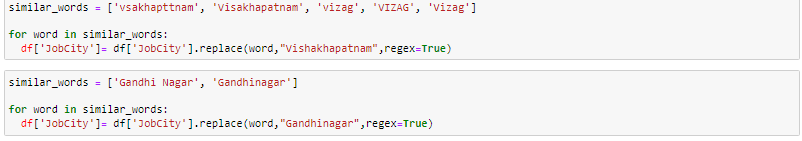 similar_words = ['vsakhapttnam', 'Visakhapatnam', 'vizag', 'VIZAG', 'Vizag']
for word in similar_words:
df['JobCity']= df['JobCity'].replace(word,"Vishakhapatnam",regex=True)
similar_words = ['Gandhi Nagar', 'Gandhinagar']
for word in similar_words:
df['JobCity']= df['JobCity'].replace(word,"Gandhinagar",regex=True)